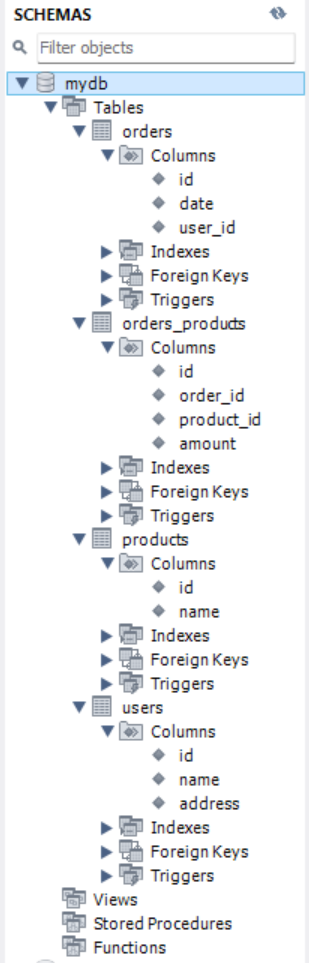 SCHEMAS
Filter objects
mydb
Tables
orders
Columns
id
date
user_id
Indexes
Foreign Keys
Triggers
orders_products
Columns
id
order_id
product_id
amount
Indexes
Foreign Keys
Triggers
products
Columns
id
name
Indexes
Foreign Keys
Triggers
users
Columns
id
name
address
Indexes
Foreign Keys
Triggers
Views
Stored Procedures
Functions